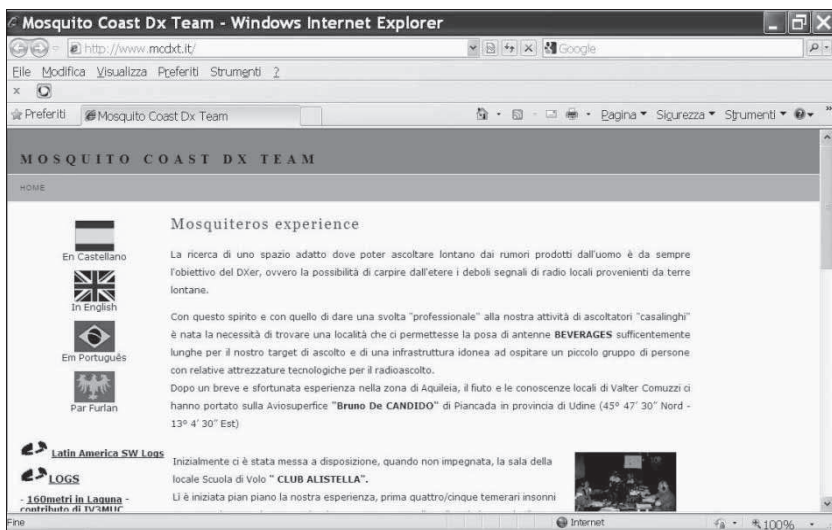 Mosquito Coast Dx Team - Windows Internet Explorer
http://www.mcdxt.it/
Google
File Modifica Visualizza Preferiti Strumenti ?
x
Preferiti Mosquito Coast Dx Team Pagina Sicurezza Strumenti
MOSQUITO COAST DX TEAM
HOME
En Castellano
In English
Em Português
Par Furlan
Latin America SW Logs
LOGS
- 160metri in Laguna -
contributo di IV3MUC
Mosquiteros experience
La ricerca di uno spazio adatto dove poter ascoltare lontano dai rumori prodotti dall'uomo è da sempre
l'obiettivo del DXer, ovvero la possibilità di carpire dall'etere i deboli segnali di radio locali provenienti da terre
lontane.
Con questo spirito e con quello di dare una svolta "professionale" alla nostra attività di ascoltatori "casalinghi"
è nata la necessità di trovare una località che ci permettesse la posa di antenne BEVERAGES sufficentemente
lunghe per il nostro target di ascolto e di una infrastruttura idonea ad ospitare un piccolo gruppo di persone
con relative attrezzature tecnologiche per il radioascolto.
Dopo un breve e sfortunata esperienza nella zona di Aquileia, il fiuto e le conoscenze locali di Valter Comuzzi ci
hanno portato sulla Aviosuperfice "Bruno De CANDIDO" di Piancada in provincia di Udine (45º 47' 30" Nord -
13º 4' 30" Est)
Inizialmente ci è stata messa a disposizione, quando non impegnata, la sala della
locale Scuola di Volo " CLUB ALISTELLA".
Lì è iniziata pian piano la nostra esperienza, prima quattro/cinque temerari insonni
Fine Internet 100%